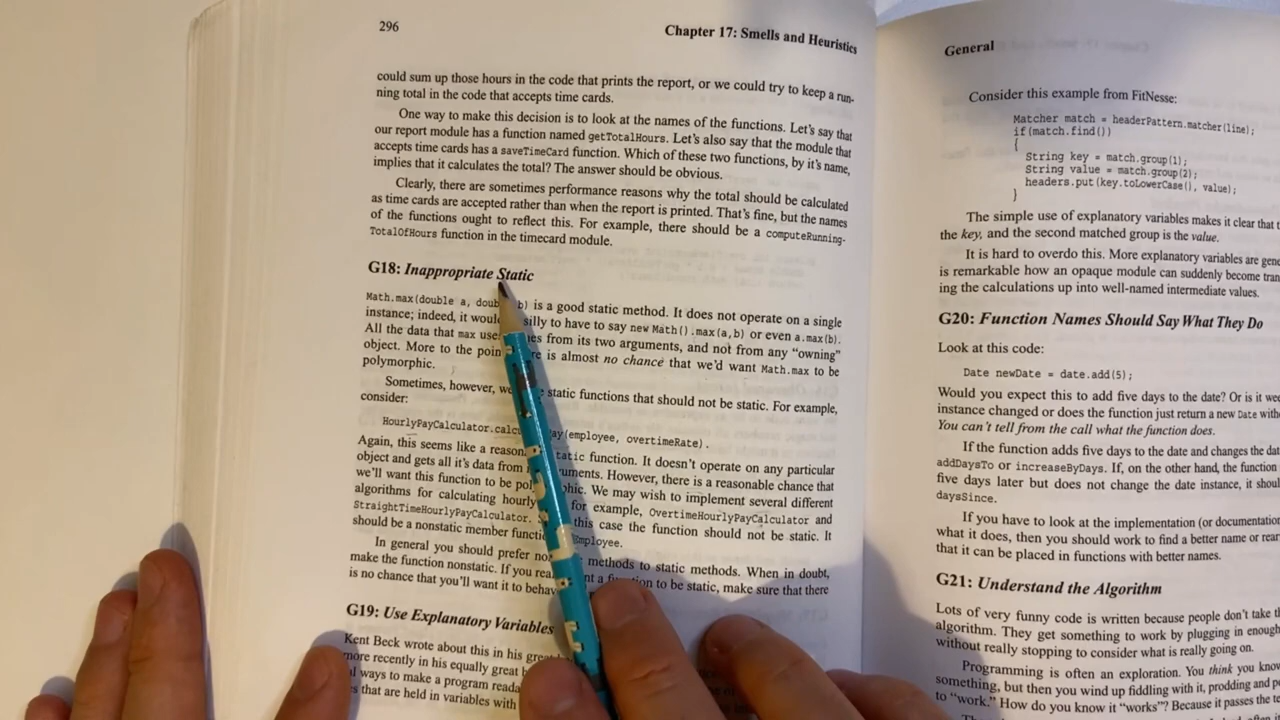 296
Chapter 17: Smells and Heuristics
could sum up those hours in the code that prints the report, or we could try to keep a run-
ning total in the code that accepts time cards.
One way to make this decision is to look at the names of the functions. Let's say that
our report module has a function named getTotalHours. Let's also say that the module that
accepts time cards has a saveTimeCard function. Which of these two functions, by it's name,
implies that it calculates the total? The answer should be obvious.
Clearly, there are sometimes performance reasons why the total should be calculated
as time cards are accepted rather than when the report is printed. That's fine, but the names
of the functions ought to reflect this. For example, there should be a computeRunning-
TotalOfHours function in the timecard module.
G18: Inappropriate Static
Math.max(double a, doub b) is a good static method. It does not operate on a single
instance; indeed, it would silly to have to say new Math().max(a,b) or even a.max(b).
All the data that max use es from its two arguments, and not from any "owning"
object. More to the poin re is almost no chance that we'd want Math.max to be
polymorphic.
Sometimes, however, we static functions that should not be static. For example,
consider:
HourlyPayCalculator.calc ay(employee, overtimeRate).
Again, this seems like a reason tatic function. It doesn't operate on any particular
object and gets all it's data from uments. However, there is a reasonable chance that
we'll want this function to be pol phic. We may wish to implement several different
algorithms for calculating hourly for example, OvertimeHourlyPayCalculator and
StraightTimeHourlyPayCalculator. this case the function should not be static. It
should be a nonstatic member functi Employee.
In general you should prefer no methods to static methods. When in doubt,
make the function nonstatic. If you rea nt a function to be static, make sure that there
is no chance that you'll want it to behav
G19: Use Explanatory Variables
Kent Beck wrote about this in his great
more recently in his equally great b
ways to make a program reada
s that are held in variables with
General
Consider this example from FitNesse:
Matcher match = headerPattern.matcher(line);
if(match.find())
{
String key = match.group(1);
String value = match.group(2);
headers.put(key.toLowerCase(), value);
}
The simple use of explanatory variables makes it clear that
the key, and the second matched group is the value.
It is hard to overdo this. More explanatory variables are gene
is remarkable how an opaque module can suddenly become tran
ing the calculations up into well-named intermediate values.
G20: Function Names Should Say What They Do
Look at this code:
Date newDate = date.add(5);
Would you expect this to add five days to the date? Or is it wee
instance changed or does the function just return a new Date with
You can't tell from the call what the function does.
If the function adds five days to the date and changes the dat
addDaysTo or increaseByDays. If, on the other hand, the function
five days later but does not change the date instance, it shoul
daysSince.
If you have to look at the implementation (or documentation
what it does, then you should work to find a better name or rear
that it can be placed in functions with better names.
G21: Understand the Algorithm
Lots of very funny code is written because people don't take t
algorithm. They get something to work by plugging in enough
without really stopping to consider what is really going on.
Programming is often an exploration. You think you know
something, but then you wind up fiddling with it, prodding and p
to "work." How do you know it "works"? Because it passes the te